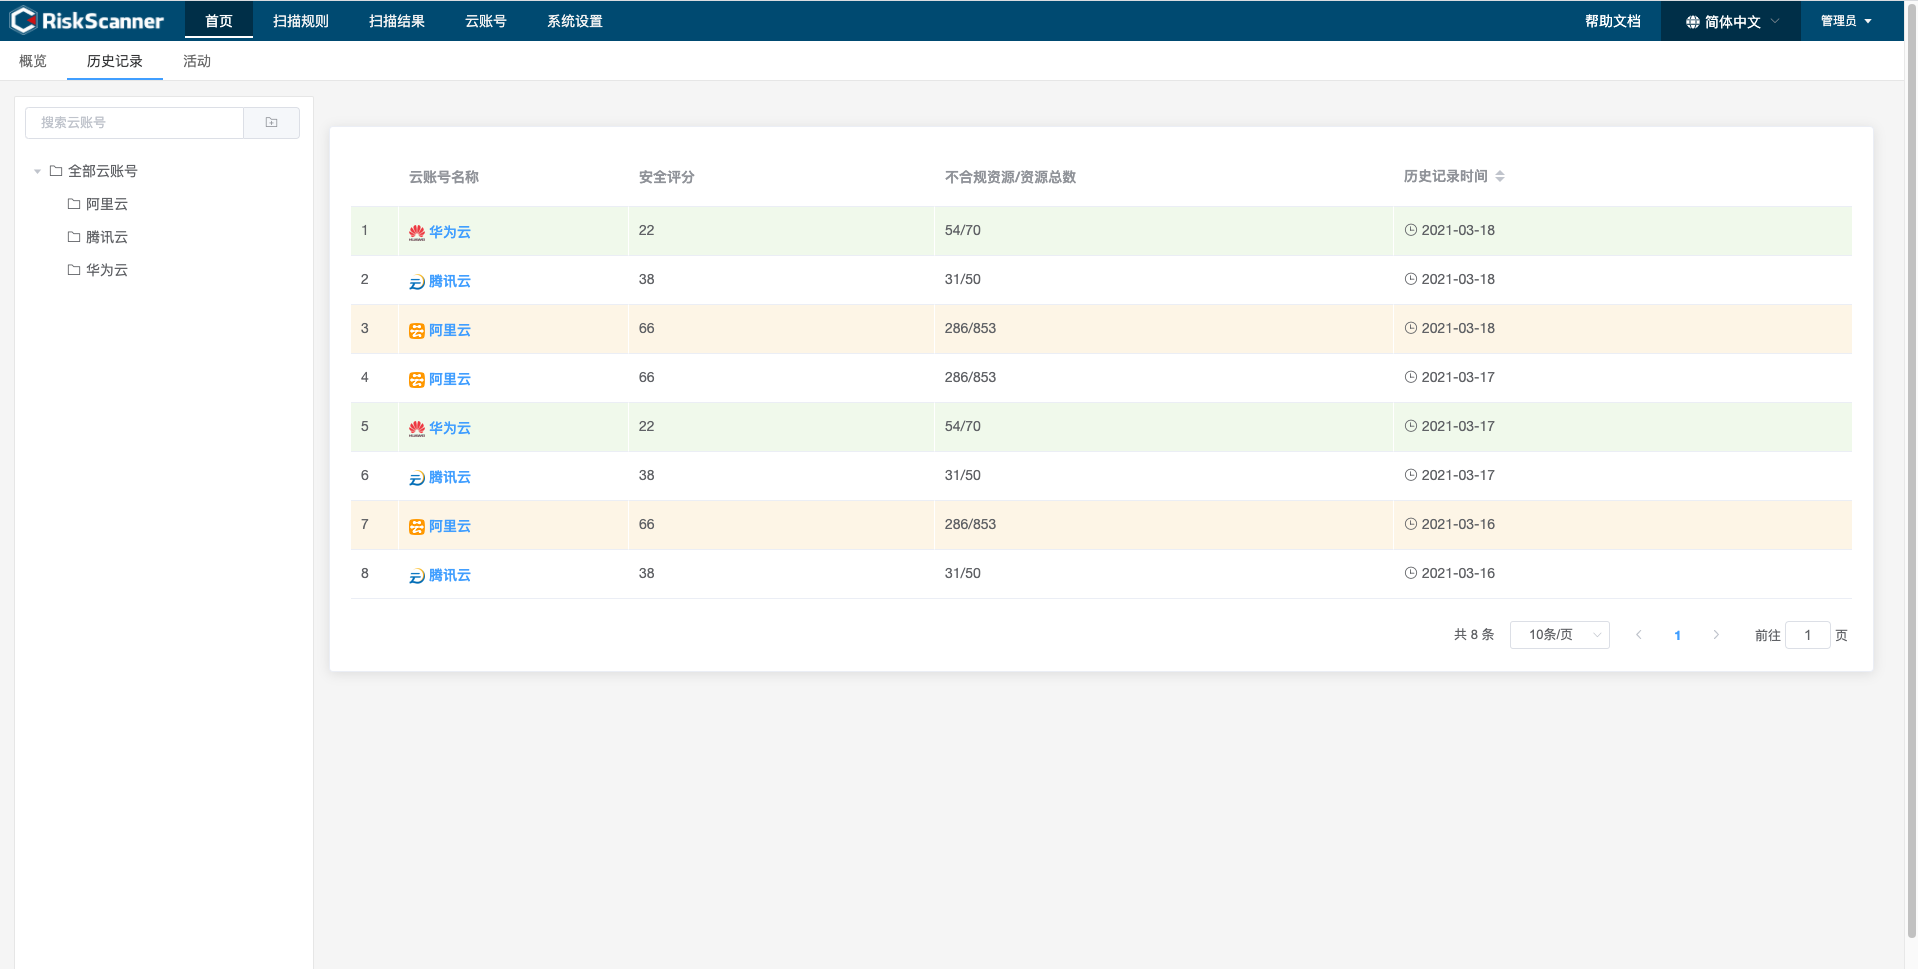 RiskScanner 首页 扫描规则 扫描结果 云账号 系统设置 帮助文档 简体中文 管理员
概览 历史记录 活动
搜索云账号
全部云账号
阿里云
腾讯云
华为云
云账号名称 安全评分 不合规资源/资源总数 历史记录时间
1 华为云 22 54/70 2021-03-18
2 腾讯云 38 31/50 2021-03-18
3 阿里云 66 286/853 2021-03-18
4 阿里云 66 286/853 2021-03-17
5 华为云 22 54/70 2021-03-17
6 腾讯云 38 31/50 2021-03-17
7 阿里云 66 286/853 2021-03-16
8 腾讯云 38 31/50 2021-03-16
共 8 条 10条/页 1 前往 1 页